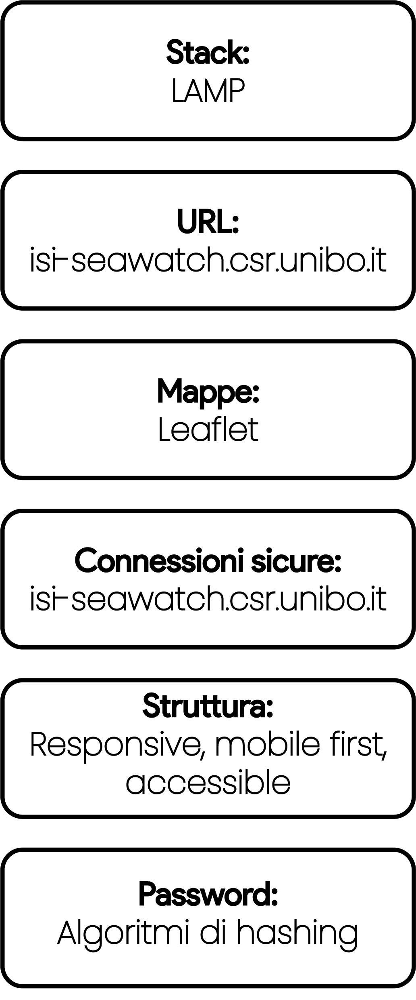 Stack:
LAMP
URL:
isi-seawatch.csr.unibo.it
Mappe:
Leaflet
Connessioni sicure:
isi-seawatch.csr.unibo.it
Struttura:
Responsive, mobile first,
accessible
Password:
Algoritmi di hashing